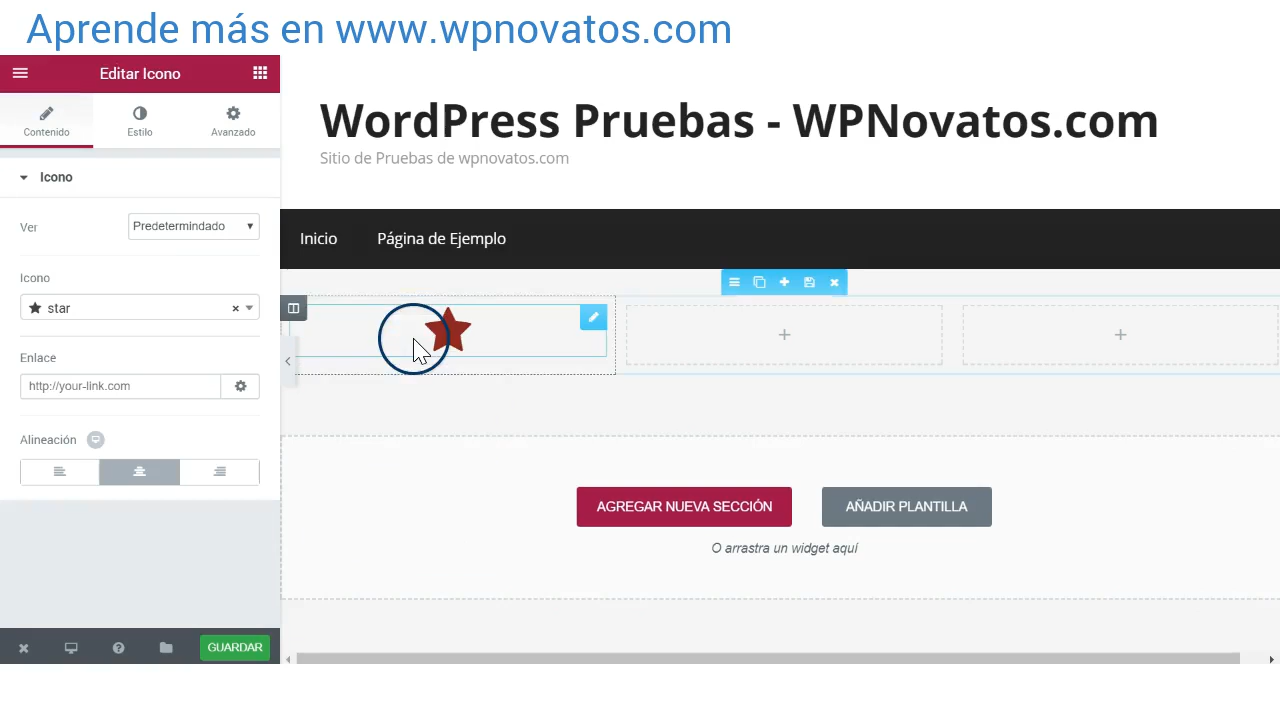 Aprende más en www.wpnovatos.com
Editar Icono
Contenido
Estilo
Avanzado
Icono
Ver
Predetermindado
Icono
star
Enlace
http://your-link.com
Alineación
GUARDAR
WordPress Pruebas - WPNovatos.com
Sitio de Pruebas de wpnovatos.com
Inicio
Página de Ejemplo
AGREGAR NUEVA SECCIÓN
AÑADIR PLANTILLA
O arrastra un widget aquí